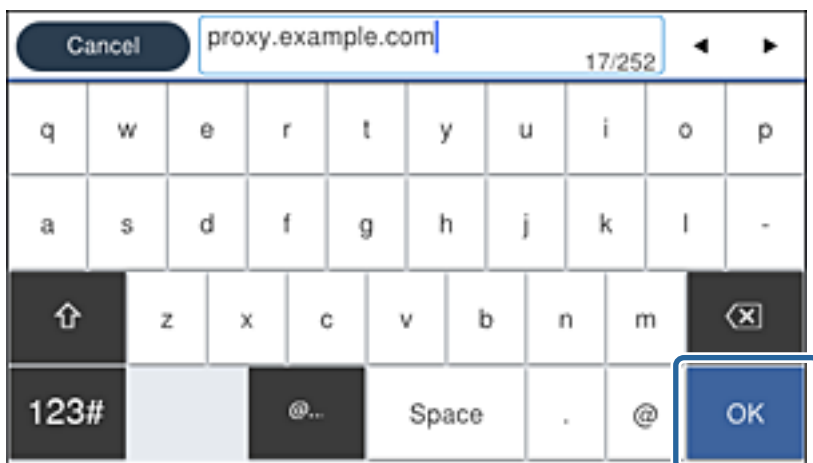 Cancel proxy.example.com
17/252
q w e r t y u i o p
a s d f g h j k l -
z x c v b n m
123# @... Space . @ OK